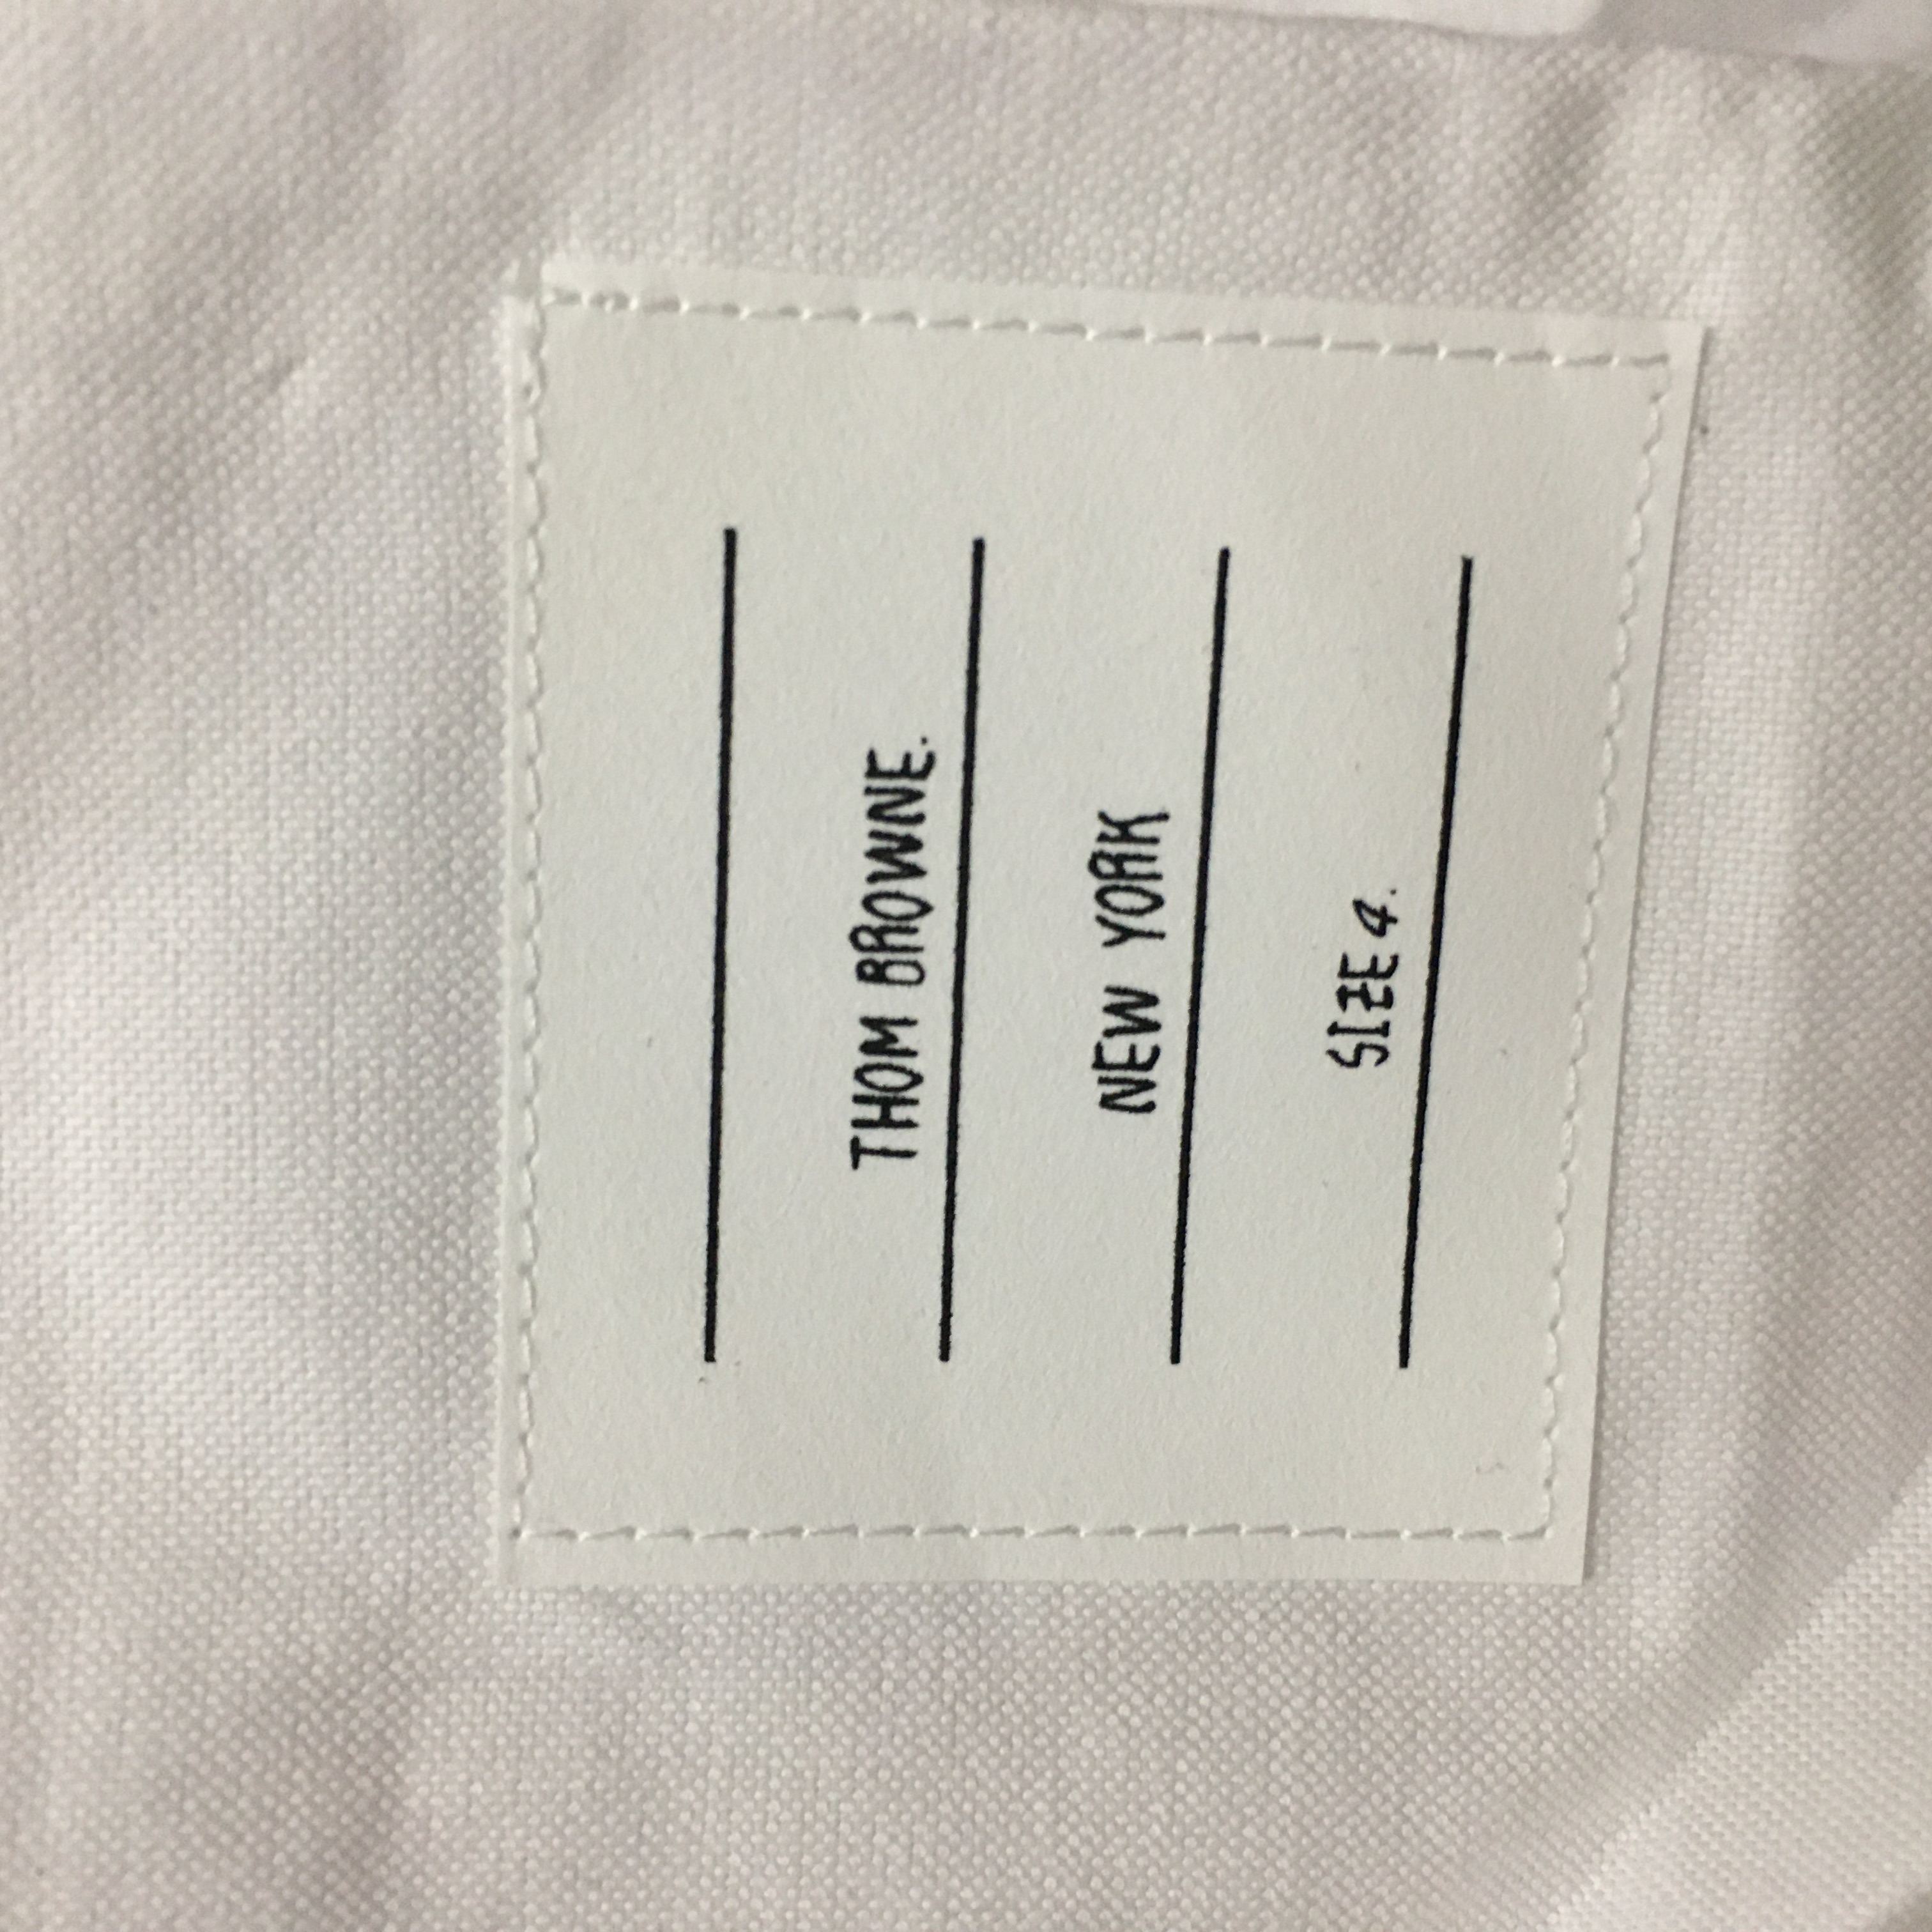 THOM BROWNE.
NEW YORK
SIZE 4.